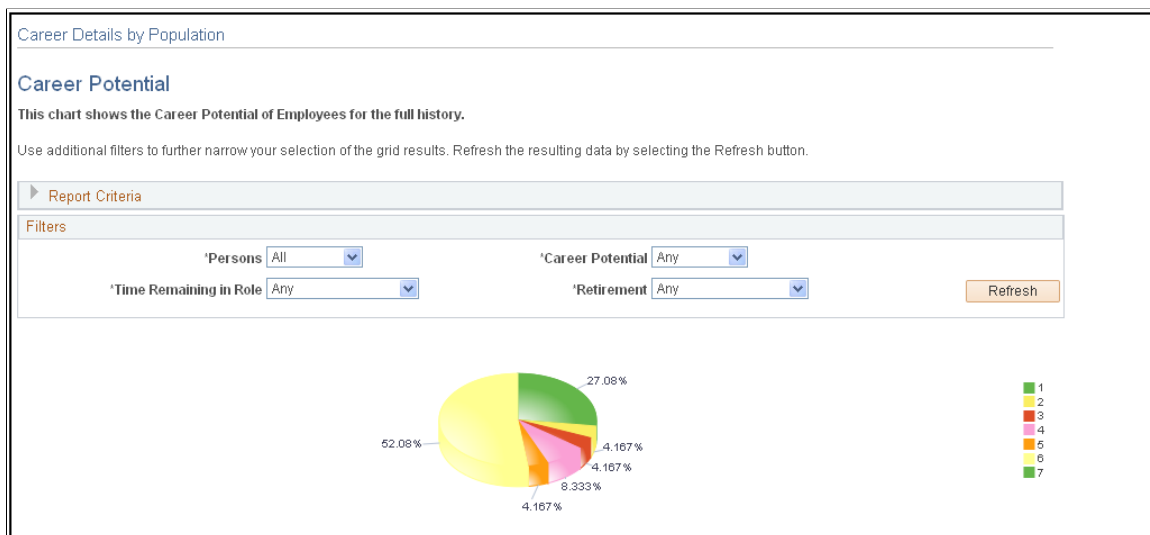 Career Details by Population
Career Potential
This chart shows the Career Potential of Employees for the full history.
Use additional filters to further narrow your selection of the grid results. Refresh the resulting data by selecting the Refresh button.
Report Criteria
Filters
*Persons All *Career Potential Any
*Time Remaining in Role Any *Retirement Any Refresh
27.08%
52.08%
4.167%
4.167%
8.333%
4.167%
1
2
3
4
5
6
7